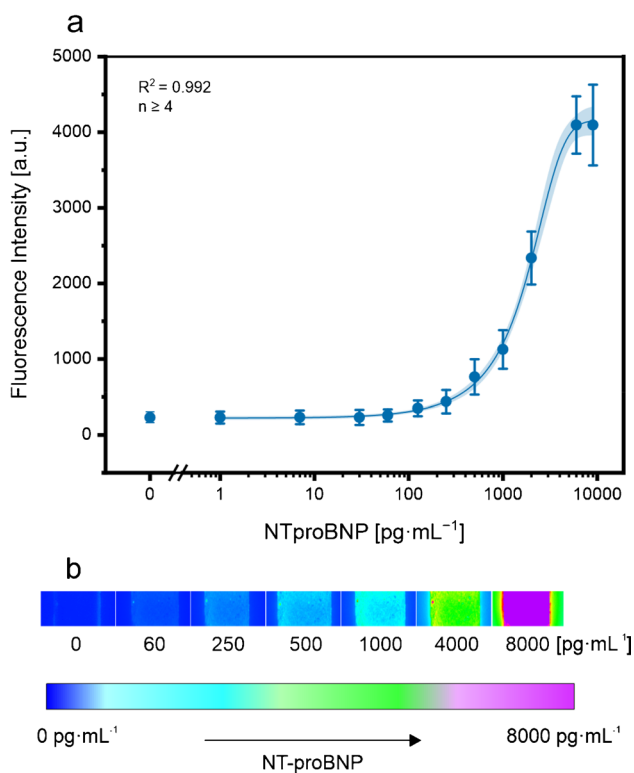 a
5000
4000
3000
2000
1000
0
Fluorescence Intensity [a.u.]
R² = 0.992
n ≥ 4
0 1 10 100 1000 10000
NTproBNP [pg·mL⁻¹]
b
0 60 250 500 1000 4000 8000 [pg·mL⁻¹]
0 pg·mL⁻¹ 8000 pg·mL⁻¹
NT-proBNP